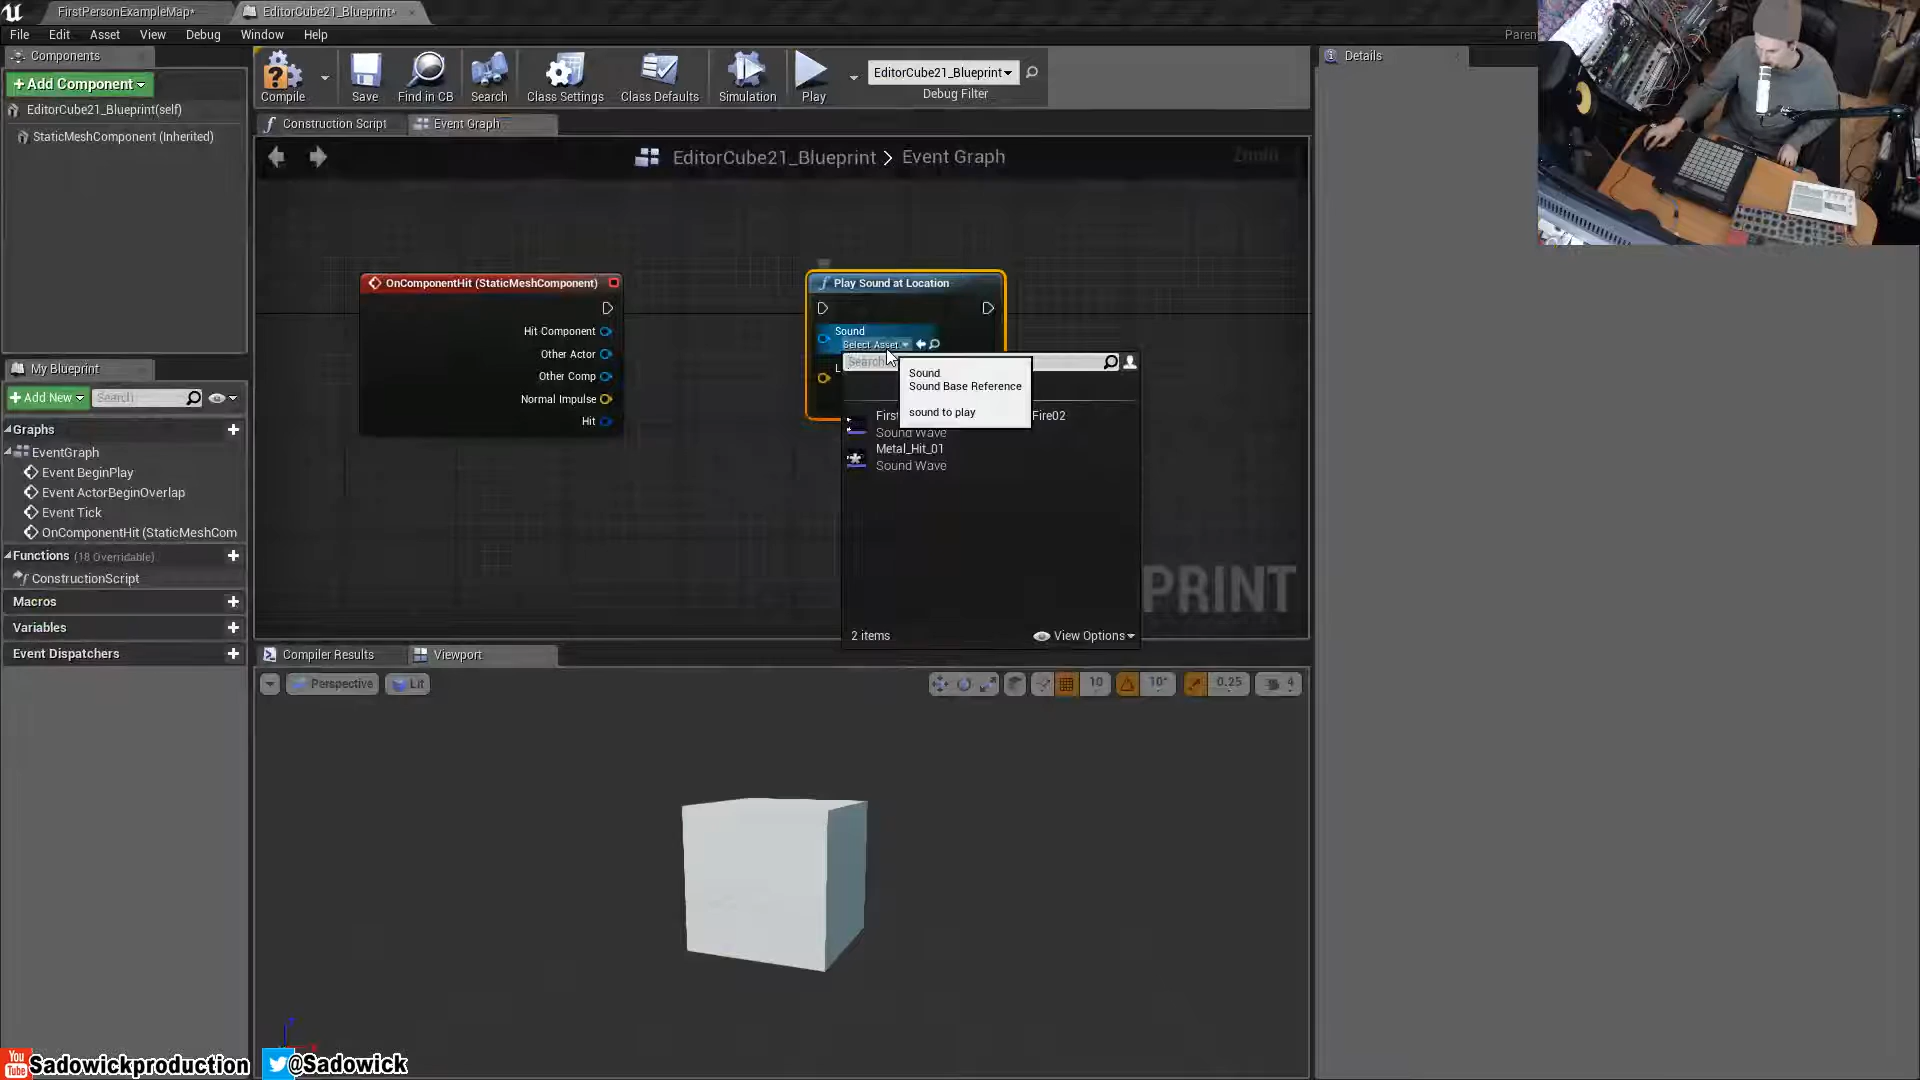 FirstPersonExampleMap*
EditorCube21_Blueprint*
File Edit Asset View Debug Window Help
Paren
Components
Details
Add Component
EditorCube21_Blueprint(self)
StaticMeshComponent (Inherited)
Compile
Save
Find in CB
Search
Class Settings
Class Defaults
Simulation
Play
EditorCube21_Blueprint
Debug Filter
Construction Script
Event Graph
EditorCube21_Blueprint > Event Graph
OnComponentHit (StaticMeshComponent)
Hit Component
Other Actor
Other Comp
Normal Impulse
Hit
Play Sound at Location
Sound
Select Asset
L
Search
Sound
Sound Base Reference
sound to play
First
Fire02
Sound Wave
Metal_Hit_01
Sound Wave
2 items
View Options
PRINT
My Blueprint
Add New
Search
Graphs
EventGraph
Event BeginPlay
Event ActorBeginOverlap
Event Tick
OnComponentHit (StaticMeshCom
Functions (18 Overridable)
ConstructionScript
Macros
Variables
Event Dispatchers
Compiler Results
Viewport
Perspective
Lit
10
10°
0.25
4
You Tube
Sadowickproduction
@Sadowick